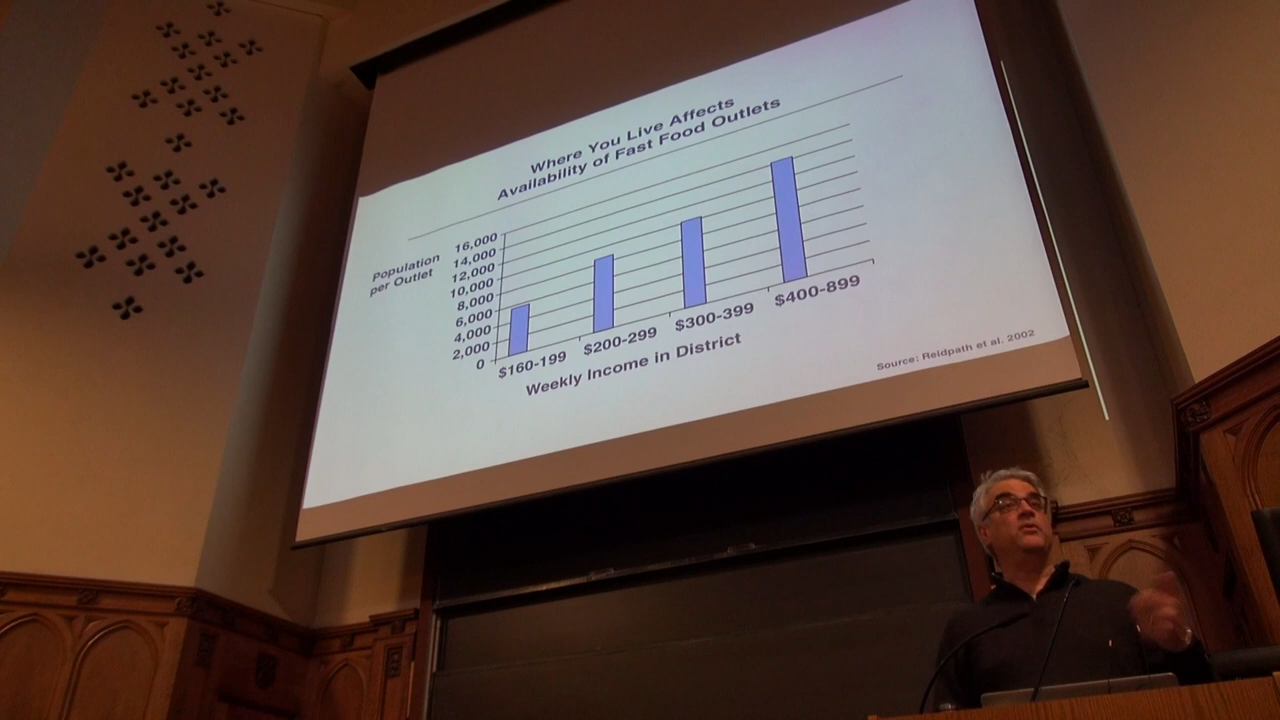 Where You Live Affects
Availability of Fast Food Outlets
Population
per Outlet
16,000
14,000
12,000
10,000
8,000
6,000
4,000
2,000
0
$160-199
$200-299
$300-399
$400-899
Weekly Income in District
Source: Reidpath et al. 2002